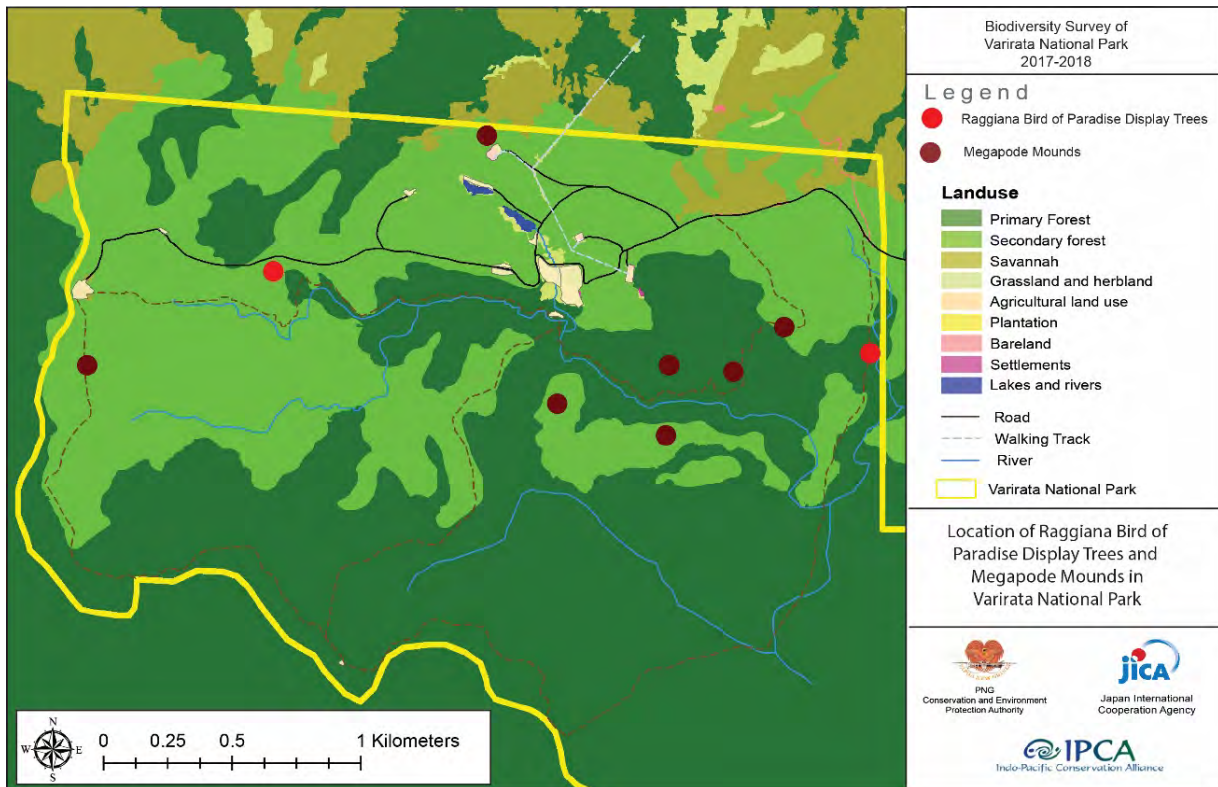 Biodiversity Survey of
Varirata National Park
2017-2018
Legend
Raggiana Bird of Paradise Display Trees
Megapode Mounds
Landuse
Primary Forest
Secondary forest
Savannah
Grassland and herbland
Agricultural land use
Plantation
Bareland
Settlements
Lakes and rivers
Road
Walking Track
River
Varirata National Park
Location of Raggiana Bird of
Paradise Display Trees and
Megapode Mounds in
Varirata National Park
PNG
Conservation and Environment
Protection Authority
jICA
Japan International
Cooperation Agency
IPCA
Indo-Pacific Conservation Alliance
N
W E
S
0 0.25 0.5 1 Kilometers